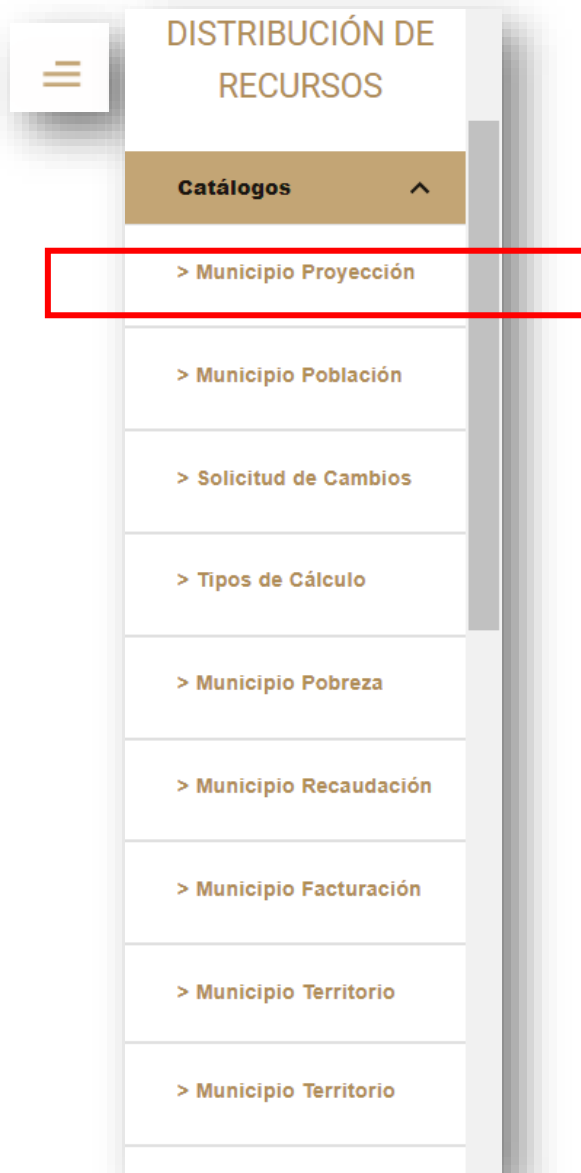 DISTRIBUCIÓN DE
RECURSOS
Catálogos
> Municipio Proyección
> Municipio Población
> Solicitud de Cambios
> Tipos de Cálculo
> Municipio Pobreza
> Municipio Recaudación
> Municipio Facturación
> Municipio Territorio
> Municipio Territorio